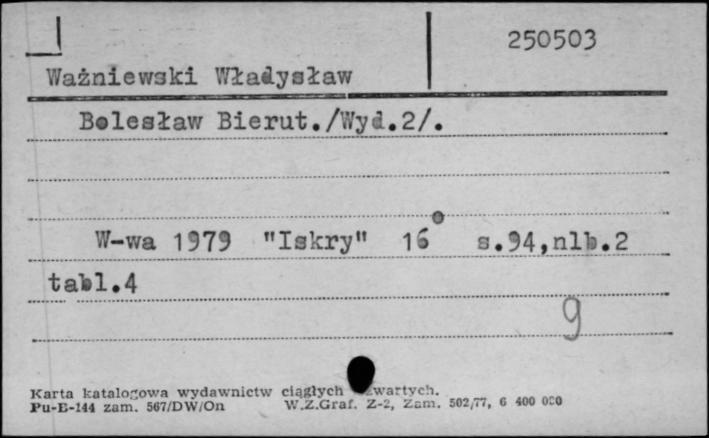 250503
Ważniewski Władysław
Bolesław Bierut./Wyd.2/.
W-wa 1979 "Iskry" 16° s.94,nlb.2
tabl.4
9
Karta katalogowa wydawnictw ciągłych zwartych.
Pu-E-144 zam. 567/DW/On W.Z.Graf. Z-2, Zam. 502/77, 6 400 000